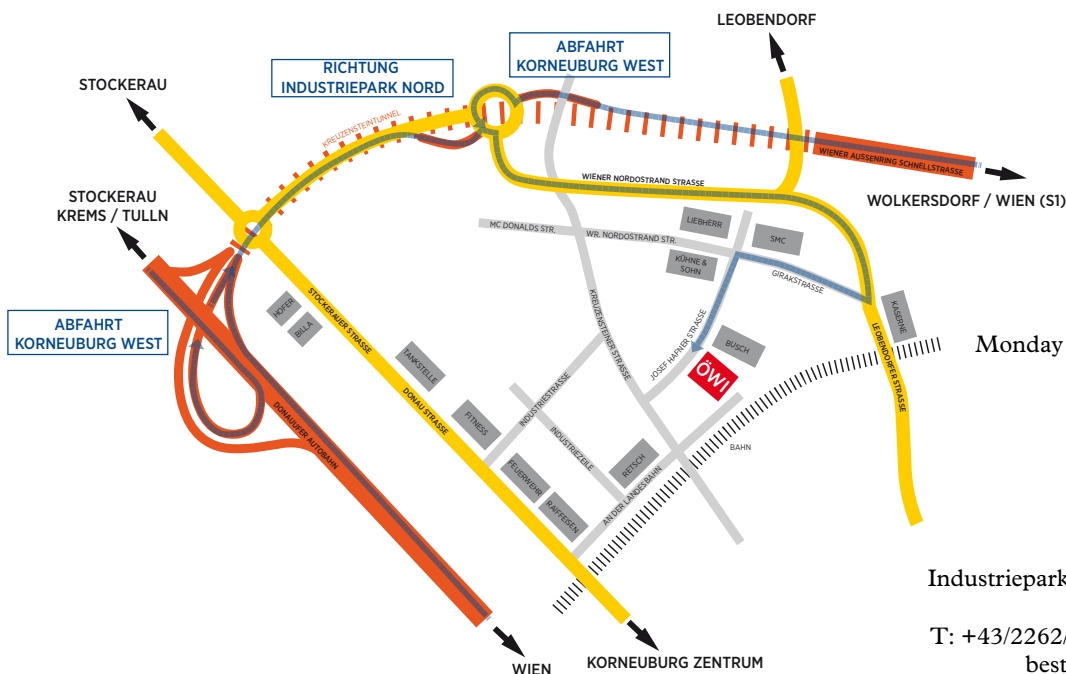 LEOBENDORF
ABFAHRT
KORNEUBURG WEST
RICHTUNG
INDUSTRIEPARK NORD
STOCKERAU
KREUZENSTEINTUNNEL
WIENER AUSSENRING SCHNELLSTRASSE
WOLKERSDORF / WIEN (S1)
STOCKERAU
KREMS / TULLN
WIENER NORDOSTRAND STRASSE
MC DONALDS STR.
WR. NORDOSTRAND STR.
LIEBHERR
SMC
KÜHNE &
SOHN
GIRAKSTRASSE
KASERNE
ABFAHRT
KORNEUBURG WEST
HOFER
BILLA
STOCKERAUER STRASSE
KREUZENSTEINER STRASSE
JOSEF HAFNER STRASSE
BUSCH
ÖWI
LEOBENDORFER STRASSE
Monday
TANKSTELLE
DONAU STRASSE
DONAUUFER AUTOBAHN
FITNESS
INDUSTRIESTRASSE
INDUSTRIEZEILE
RETSCH
BAHN
FEUERWEHR
RAIFFEISEN
AN DER LANDESBAHN
Industriepark
T: +43/2262/
best
WIEN
KORNEUBURG ZENTRUM